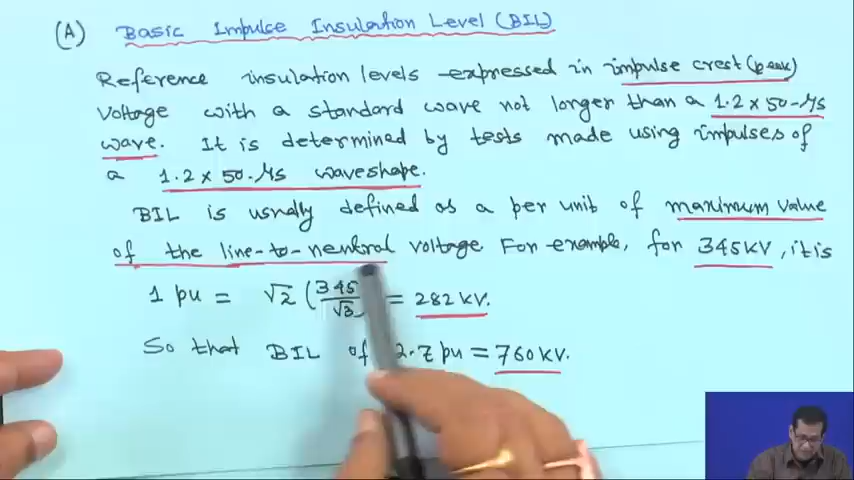 (A) Basic Impulse Insulation Level (BIL)
Reference insulation levels expressed in impulse crest (peak)
voltage with a standard wave not longer than a 1.2 x 50-μs
wave. It is determined by tests made using impulses of
a 1.2 x 50-μs waveshape.
BIL is usually defined as a per unit of maximum value
of the line-to-neutral voltage For example, for 345kV, it is
1 pu = √2 (345/√3 = 282 kV.
So that BIL of 2.7 pu = 760 kV.